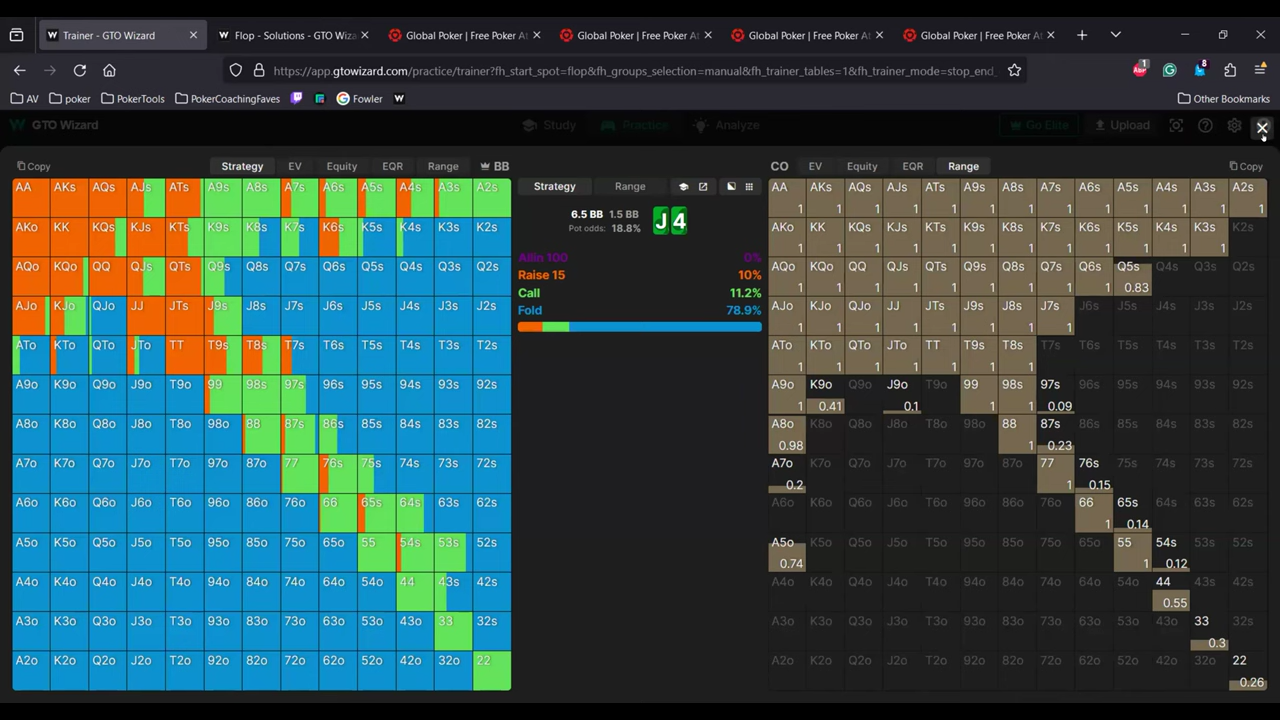 Trainer - GTO Wizard
Flop - Solutions - GTO Wiza
Global Poker | Free Poker At
Global Poker | Free Poker At
Global Poker | Free Poker At
Global Poker | Free Poker At
https://app.gtowizard.com/practice/trainer?fh_start_spot=flop&fh_groups_selection=manual&fh_trainer_tables=1&fh_trainer_mode=stop_end_
1
8
AV
poker
PokerTools
PokerCoachingFaves
Fowler
Other Bookmarks
GTO Wizard
Study
Practice
Analyze
Go Elite
Upload
Copy
Strategy EV Equity EQR Range BB
AA AKs AQs AJs ATs A9s A8s A7s A6s A5s A4s A3s A2s
AKo KK KQs KJs KTs K9s K8s K7s K6s K5s K4s K3s K2s
AQo KQo QQ QJs QTs Q9s Q8s Q7s Q6s Q5s Q4s Q3s Q2s
AJo KJo QJo JJ JTs J9s J8s J7s J6s J5s J4s J3s J2s
ATo KTo QTo JTo TT T9s T8s T7s T6s T5s T4s T3s T2s
A9o K9o Q9o J9o T9o 99 98s 97s 96s 95s 94s 93s 92s
A8o K8o Q8o J8o T8o 98o 88 87s 86s 85s 84s 83s 82s
A7o K7o Q7o J7o T7o 97o 87o 77 76s 75s 74s 73s 72s
A6o K6o Q6o J6o T6o 96o 86o 76o 66 65s 64s 63s 62s
A5o K5o Q5o J5o T5o 95o 85o 75o 65o 55 54s 53s 52s
A4o K4o Q4o J4o T4o 94o 84o 74o 64o 54o 44 43s 42s
A3o K3o Q3o J3o T3o 93o 83o 73o 63o 53o 43o 33 32s
A2o K2o Q2o J2o T2o 92o 82o 72o 62o 52o 42o 32o 22
Strategy Range
6.5 BB 1.5 BB
Pot odds: 18.8%
J 4
Allin 100 0%
Raise 15 10%
Call 11.2%
Fold 78.9%
CO EV Equity EQR Range
Copy
AA AKs AQs AJs ATs A9s A8s A7s A6s A5s A4s A3s A2s
1 1 1 1 1 1 1 1 1 1 1 1 1
AKo KK KQs KJs KTs K9s K8s K7s K6s K5s K4s K3s K2s
1 1 1 1 1 1 1 1 1 1 1 1
AQo KQo QQ QJs QTs Q9s Q8s Q7s Q6s Q5s Q4s Q3s Q2s
1 1 1 1 1 1 1 1 1 0.83
AJo KJo QJo JJ JTs J9s J8s J7s J6s J5s J4s J3s J2s
1 1 1 1 1 1 1 1
ATo KTo QTo JTo TT T9s T8s T7s T6s T5s T4s T3s T2s
1 1 1 1 1 1 1
A9o K9o Q9o J9o T9o 99 98s 97s 96s 95s 94s 93s 92s
1 0.41 0.1 1 1 0.09
A8o K8o Q8o J8o T8o 98o 88 87s 86s 85s 84s 83s 82s
0.98 1 0.23
A7o K7o Q7o J7o T7o 97o 87o 77 76s 75s 74s 73s 72s
0.2 1 0.15
A6o K6o Q6o J6o T6o 96o 86o 76o 66 65s 64s 63s 62s
1 0.14
A5o K5o Q5o J5o T5o 95o 85o 75o 65o 55 54s 53s 52s
0.74 1 0.12
A4o K4o Q4o J4o T4o 94o 84o 74o 64o 54o 44 43s 42s
0.55
A3o K3o Q3o J3o T3o 93o 83o 73o 63o 53o 43o 33 32s
0.3
A2o K2o Q2o J2o T2o 92o 82o 72o 62o 52o 42o 32o 22
0.26